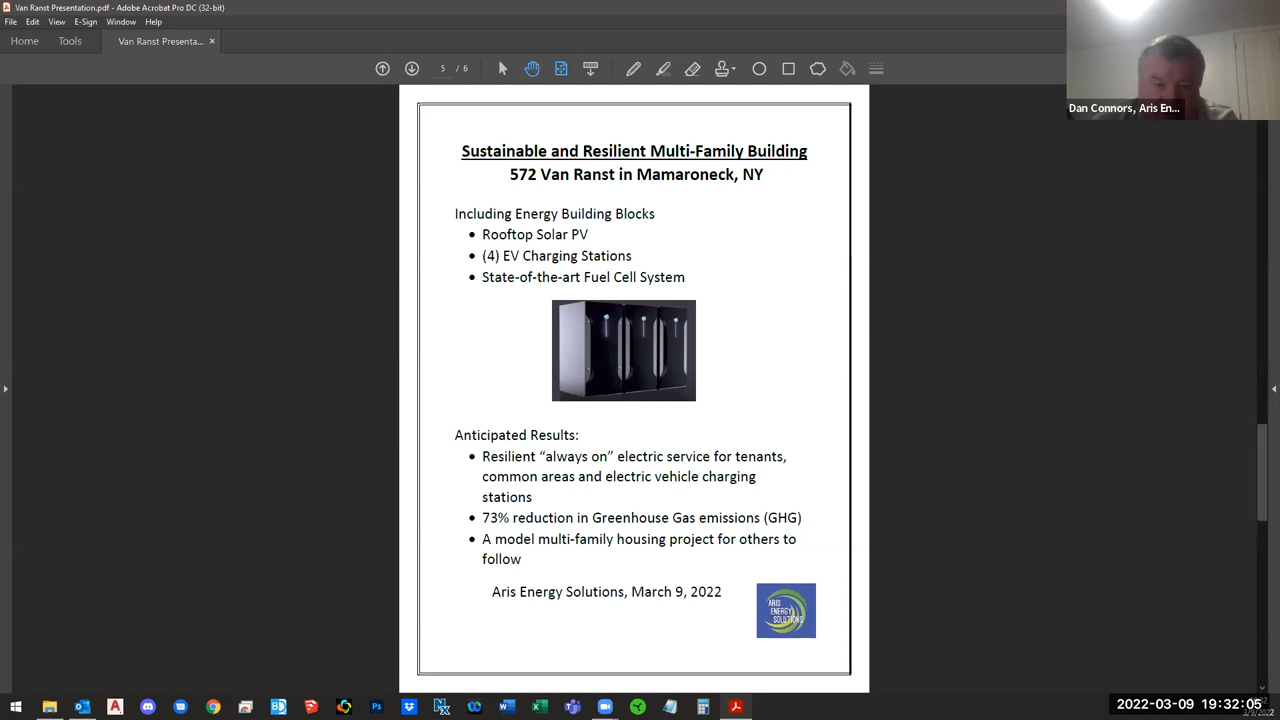 Van Ranst Presentation.pdf - Adobe Acrobat Pro DC (32-bit)
File Edit View E-Sign Window Help
Home Tools Van Ranst Presenta... ×
5 / 6
Dan Connors, Aris En...
Sustainable and Resilient Multi-Family Building
572 Van Ranst in Mamaroneck, NY
Including Energy Building Blocks
• Rooftop Solar PV
• (4) EV Charging Stations
• State-of-the-art Fuel Cell System
Anticipated Results:
• Resilient “always on” electric service for tenants,
common areas and electric vehicle charging
stations
• 73% reduction in Greenhouse Gas emissions (GHG)
• A model multi-family housing project for others to
follow
Aris Energy Solutions, March 9, 2022
ARIS
ENERGY
SOLUTIONS
2022-03-09 19:32:05